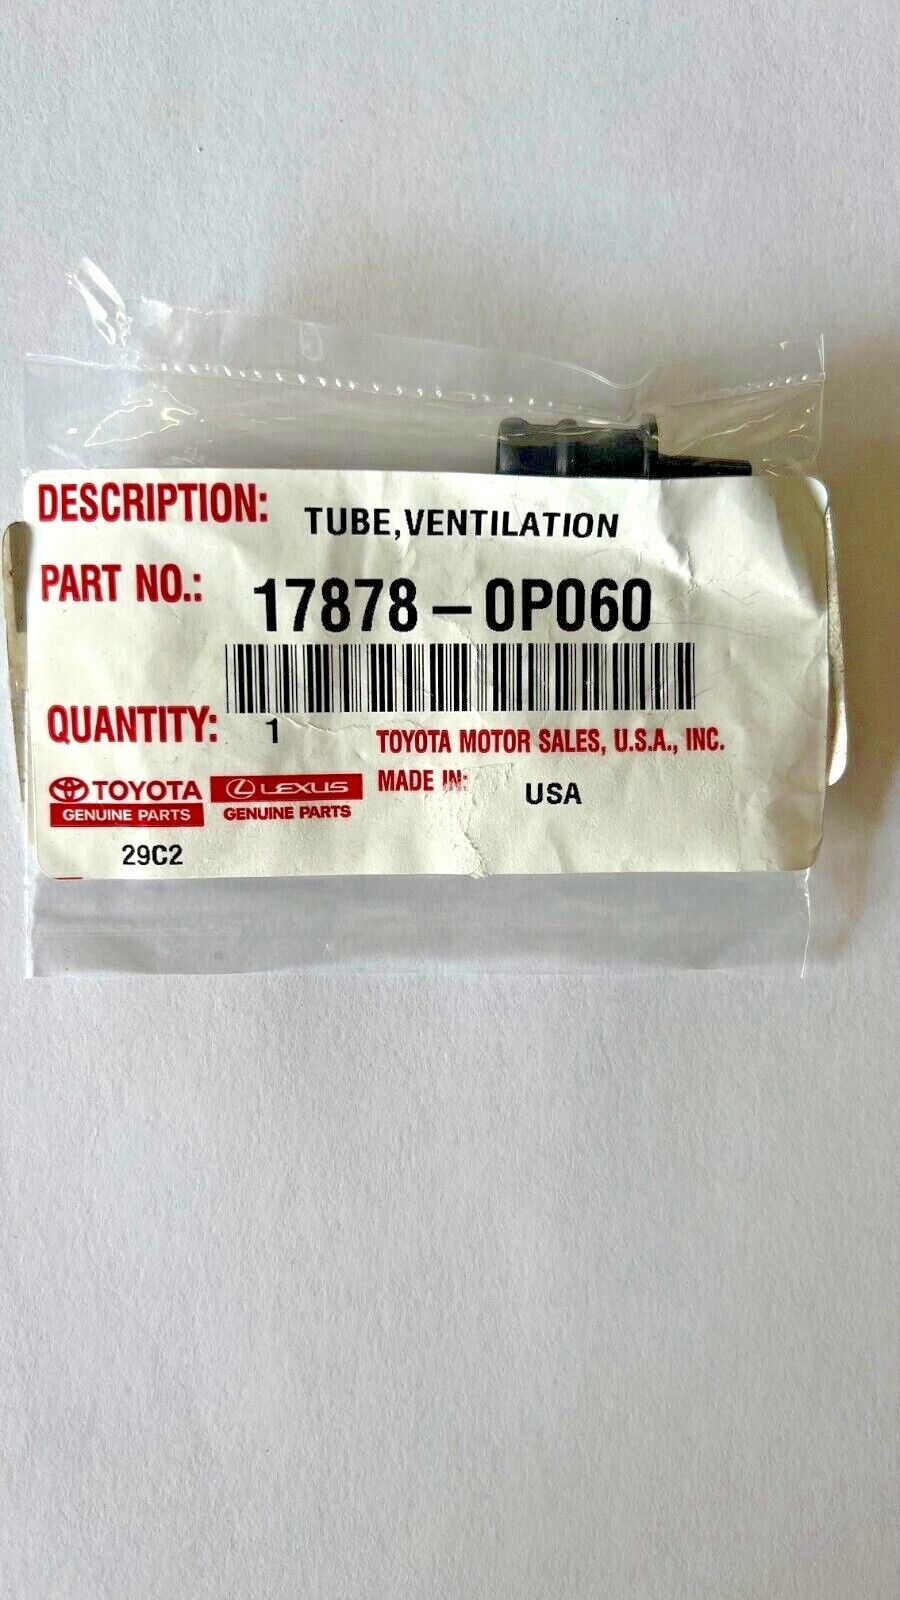 DESCRIPTION: TUBE,VENTILATION
PART NO.: 17878-0P060
QUANTITY: 1
TOYOTA MOTOR SALES, U.S.A., INC.
TOYOTA
GENUINE PARTS
LEXUS
GENUINE PARTS
MADE IN: USA
29C2